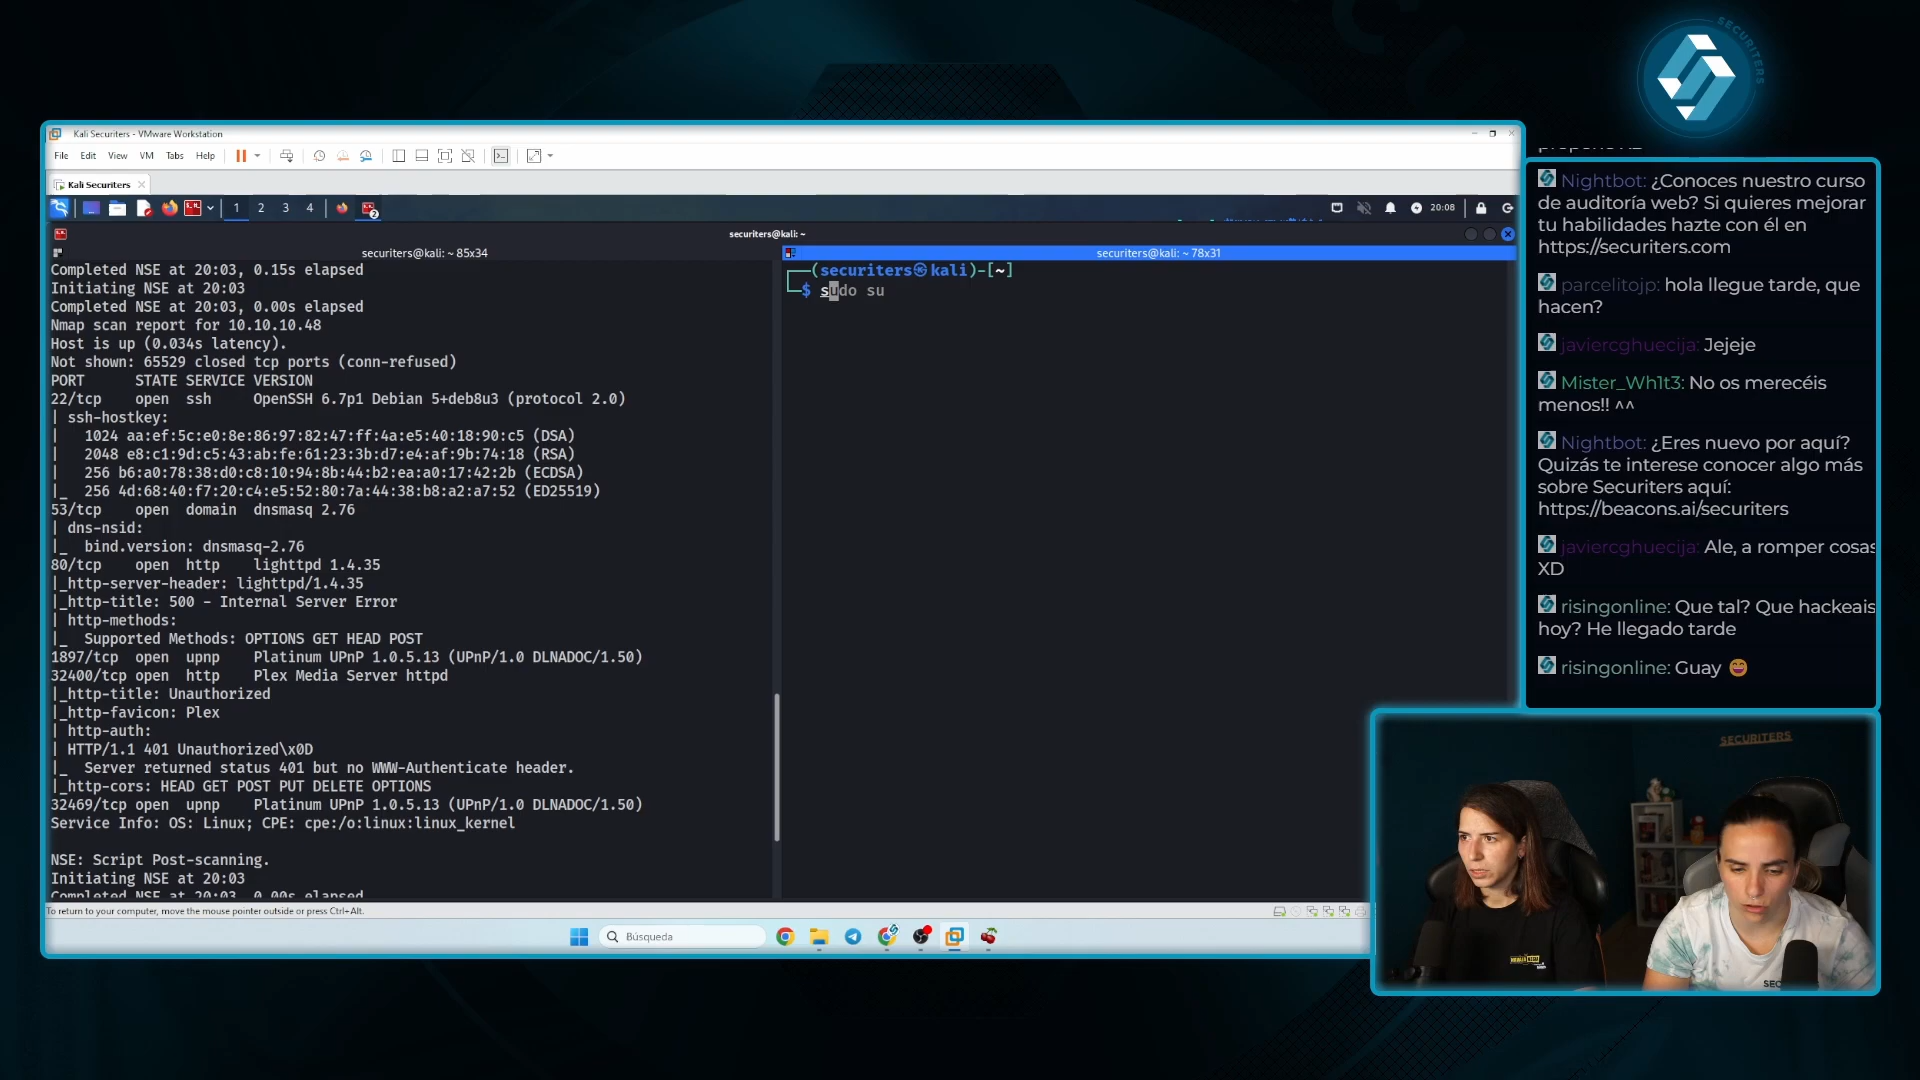 SECURITERS
Kali Securiters - VMware Workstation
File Edit View VM Tabs Help
Kali Securiters
1 2 3 4
2
20:08
securiters@kali: ~
securiters@kali: ~ 85x34
Completed NSE at 20:03, 0.15s elapsed
Initiating NSE at 20:03
Completed NSE at 20:03, 0.00s elapsed
Nmap scan report for 10.10.10.48
Host is up (0.034s latency).
Not shown: 65529 closed tcp ports (conn-refused)
PORT      STATE SERVICE VERSION
22/tcp    open  ssh     OpenSSH 6.7p1 Debian 5+deb8u3 (protocol 2.0)
| ssh-hostkey:
|   1024 aa:ef:5c:e0:8e:86:97:82:47:ff:4a:e5:40:18:90:c5 (DSA)
|   2048 e8:c1:9d:c5:43:ab:fe:61:23:3b:d7:e4:af:9b:74:18 (RSA)
|   256 b6:a0:78:38:d0:c8:10:94:8b:44:b2:ea:a0:17:42:2b (ECDSA)
|_  256 4d:68:40:f7:20:c4:e5:52:80:7a:44:38:b8:a2:a7:52 (ED25519)
53/tcp    open  domain  dnsmasq 2.76
| dns-nsid:
|_  bind.version: dnsmasq-2.76
80/tcp    open  http    lighttpd 1.4.35
|_http-server-header: lighttpd/1.4.35
|_http-title: 500 - Internal Server Error
| http-methods:
|_  Supported Methods: OPTIONS GET HEAD POST
1897/tcp  open  upnp    Platinum UPnP 1.0.5.13 (UPnP/1.0 DLNADOC/1.50)
32400/tcp open  http    Plex Media Server httpd
|_http-title: Unauthorized
|_http-favicon: Plex
| http-auth:
| HTTP/1.1 401 Unauthorized\x0D
|_  Server returned status 401 but no WWW-Authenticate header.
|_http-cors: HEAD GET POST PUT DELETE OPTIONS
32469/tcp open  upnp    Platinum UPnP 1.0.5.13 (UPnP/1.0 DLNADOC/1.50)
Service Info: OS: Linux; CPE: cpe:/o:linux:linux_kernel
NSE: Script Post-scanning.
Initiating NSE at 20:03
Completed NSE at 20:03, 0.00s elapsed
securiters@kali: ~ 78x31
(securiters㉿kali)-[~]
$ sudo su
To return to your computer, move the mouse pointer outside or press Ctrl+Alt.
Búsqueda
Nightbot: ¿Conoces nuestro curso
de auditoría web? Si quieres mejorar
tu habilidades hazte con él en
https://securiters.com
parcelitojp: hola llegue tarde, que
hacen?
javiercghuecija: Jejeje
Mister_Wh1t3: No os merecéis
menos!! ^^
Nightbot: ¿Eres nuevo por aquí?
Quizás te interese conocer algo más
sobre Securiters aquí:
https://beacons.ai/securiters
javiercghuecija: Ale, a romper cosas
XD
risingonline: Que tal? Que hackeais
hoy? He llegado tarde
risingonline: Guay 😄
SECURITERS